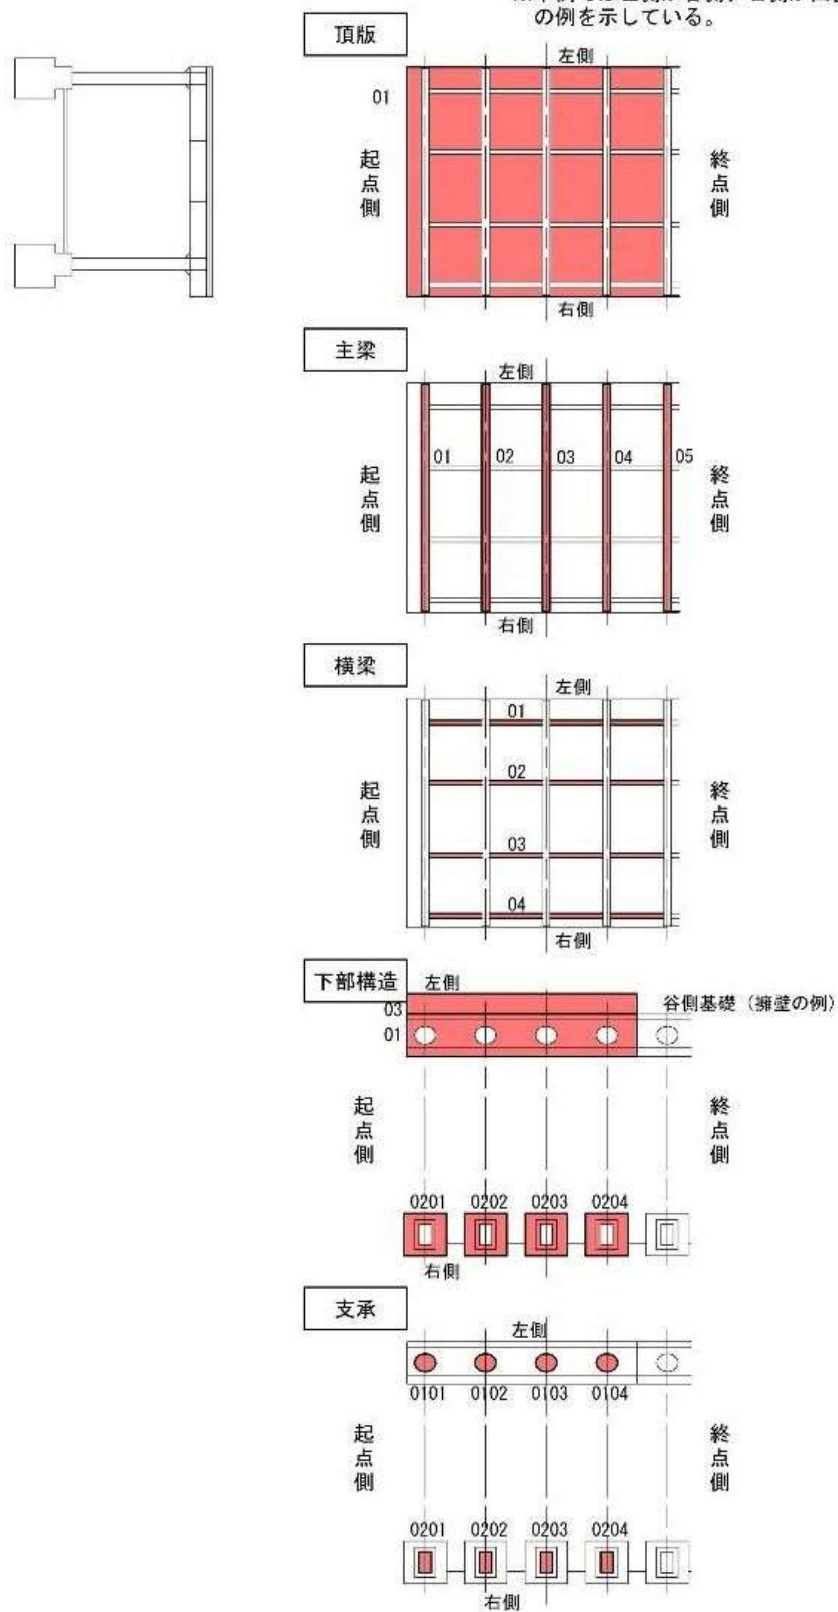 の例を示している。
頂版
左側
01
起点側
終点側
右側
主梁
左側
01 02 03 04 05
起点側
終点側
右側
横梁
左側
01
02
起点側
終点側
03
04
右側
下部構造
左側
03
谷側基礎（擁壁の例）
01
起点側
終点側
0201 0202 0203 0204
右側
支承
左側
0101 0102 0103 0104
起点側
終点側
0201 0202 0203 0204
右側